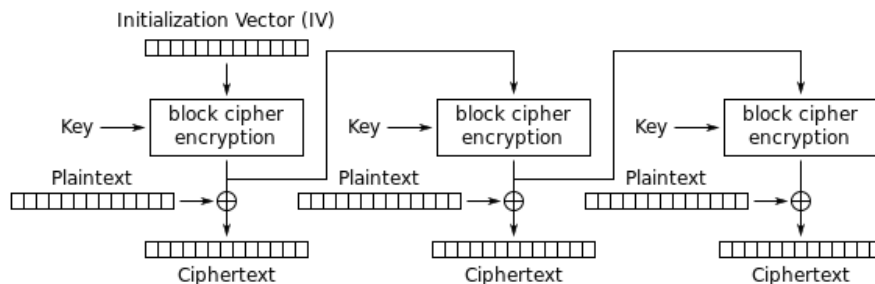 Initialization Vector (IV)
Key
block cipher
encryption
Key
block cipher
encryption
Key
block cipher
encryption
Plaintext
Plaintext
Plaintext
Ciphertext
Ciphertext
Ciphertext